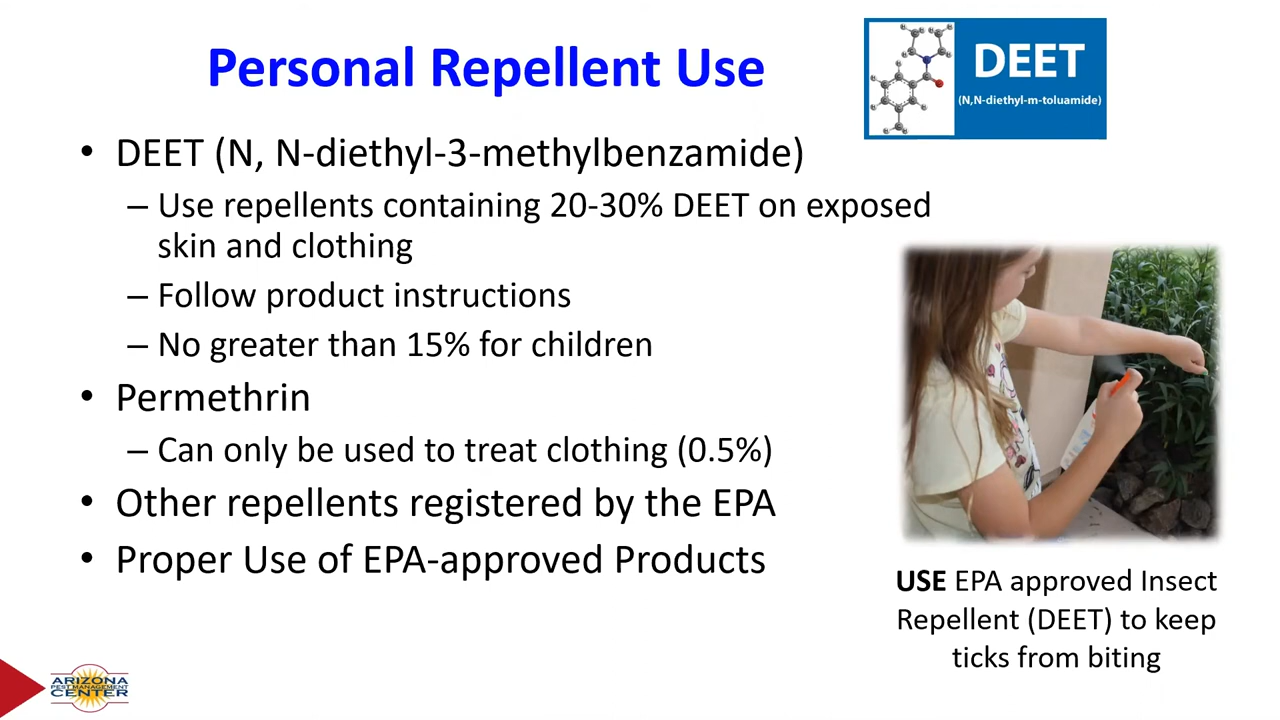 Personal Repellent Use
DEET
(N,N-diethyl-m-toluamide)
• DEET (N, N-diethyl-3-methylbenzamide)
– Use repellents containing 20-30% DEET on exposed
skin and clothing
– Follow product instructions
– No greater than 15% for children
• Permethrin
– Can only be used to treat clothing (0.5%)
• Other repellents registered by the EPA
• Proper Use of EPA-approved Products
USE EPA approved Insect
Repellent (DEET) to keep
ticks from biting
ARIZONA
PEST MANAGEMENT
CENTER